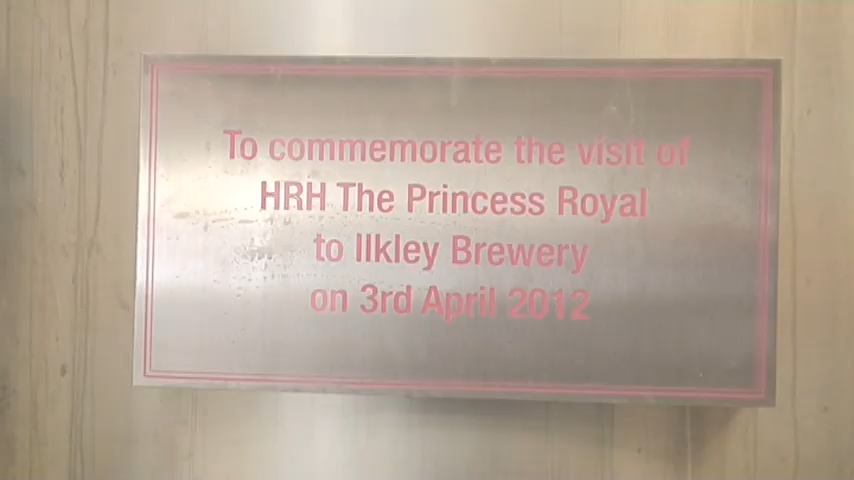 To commemorate the visit of
HRH The Princess Royal
to Ilkley Brewery
on 3rd April 2012